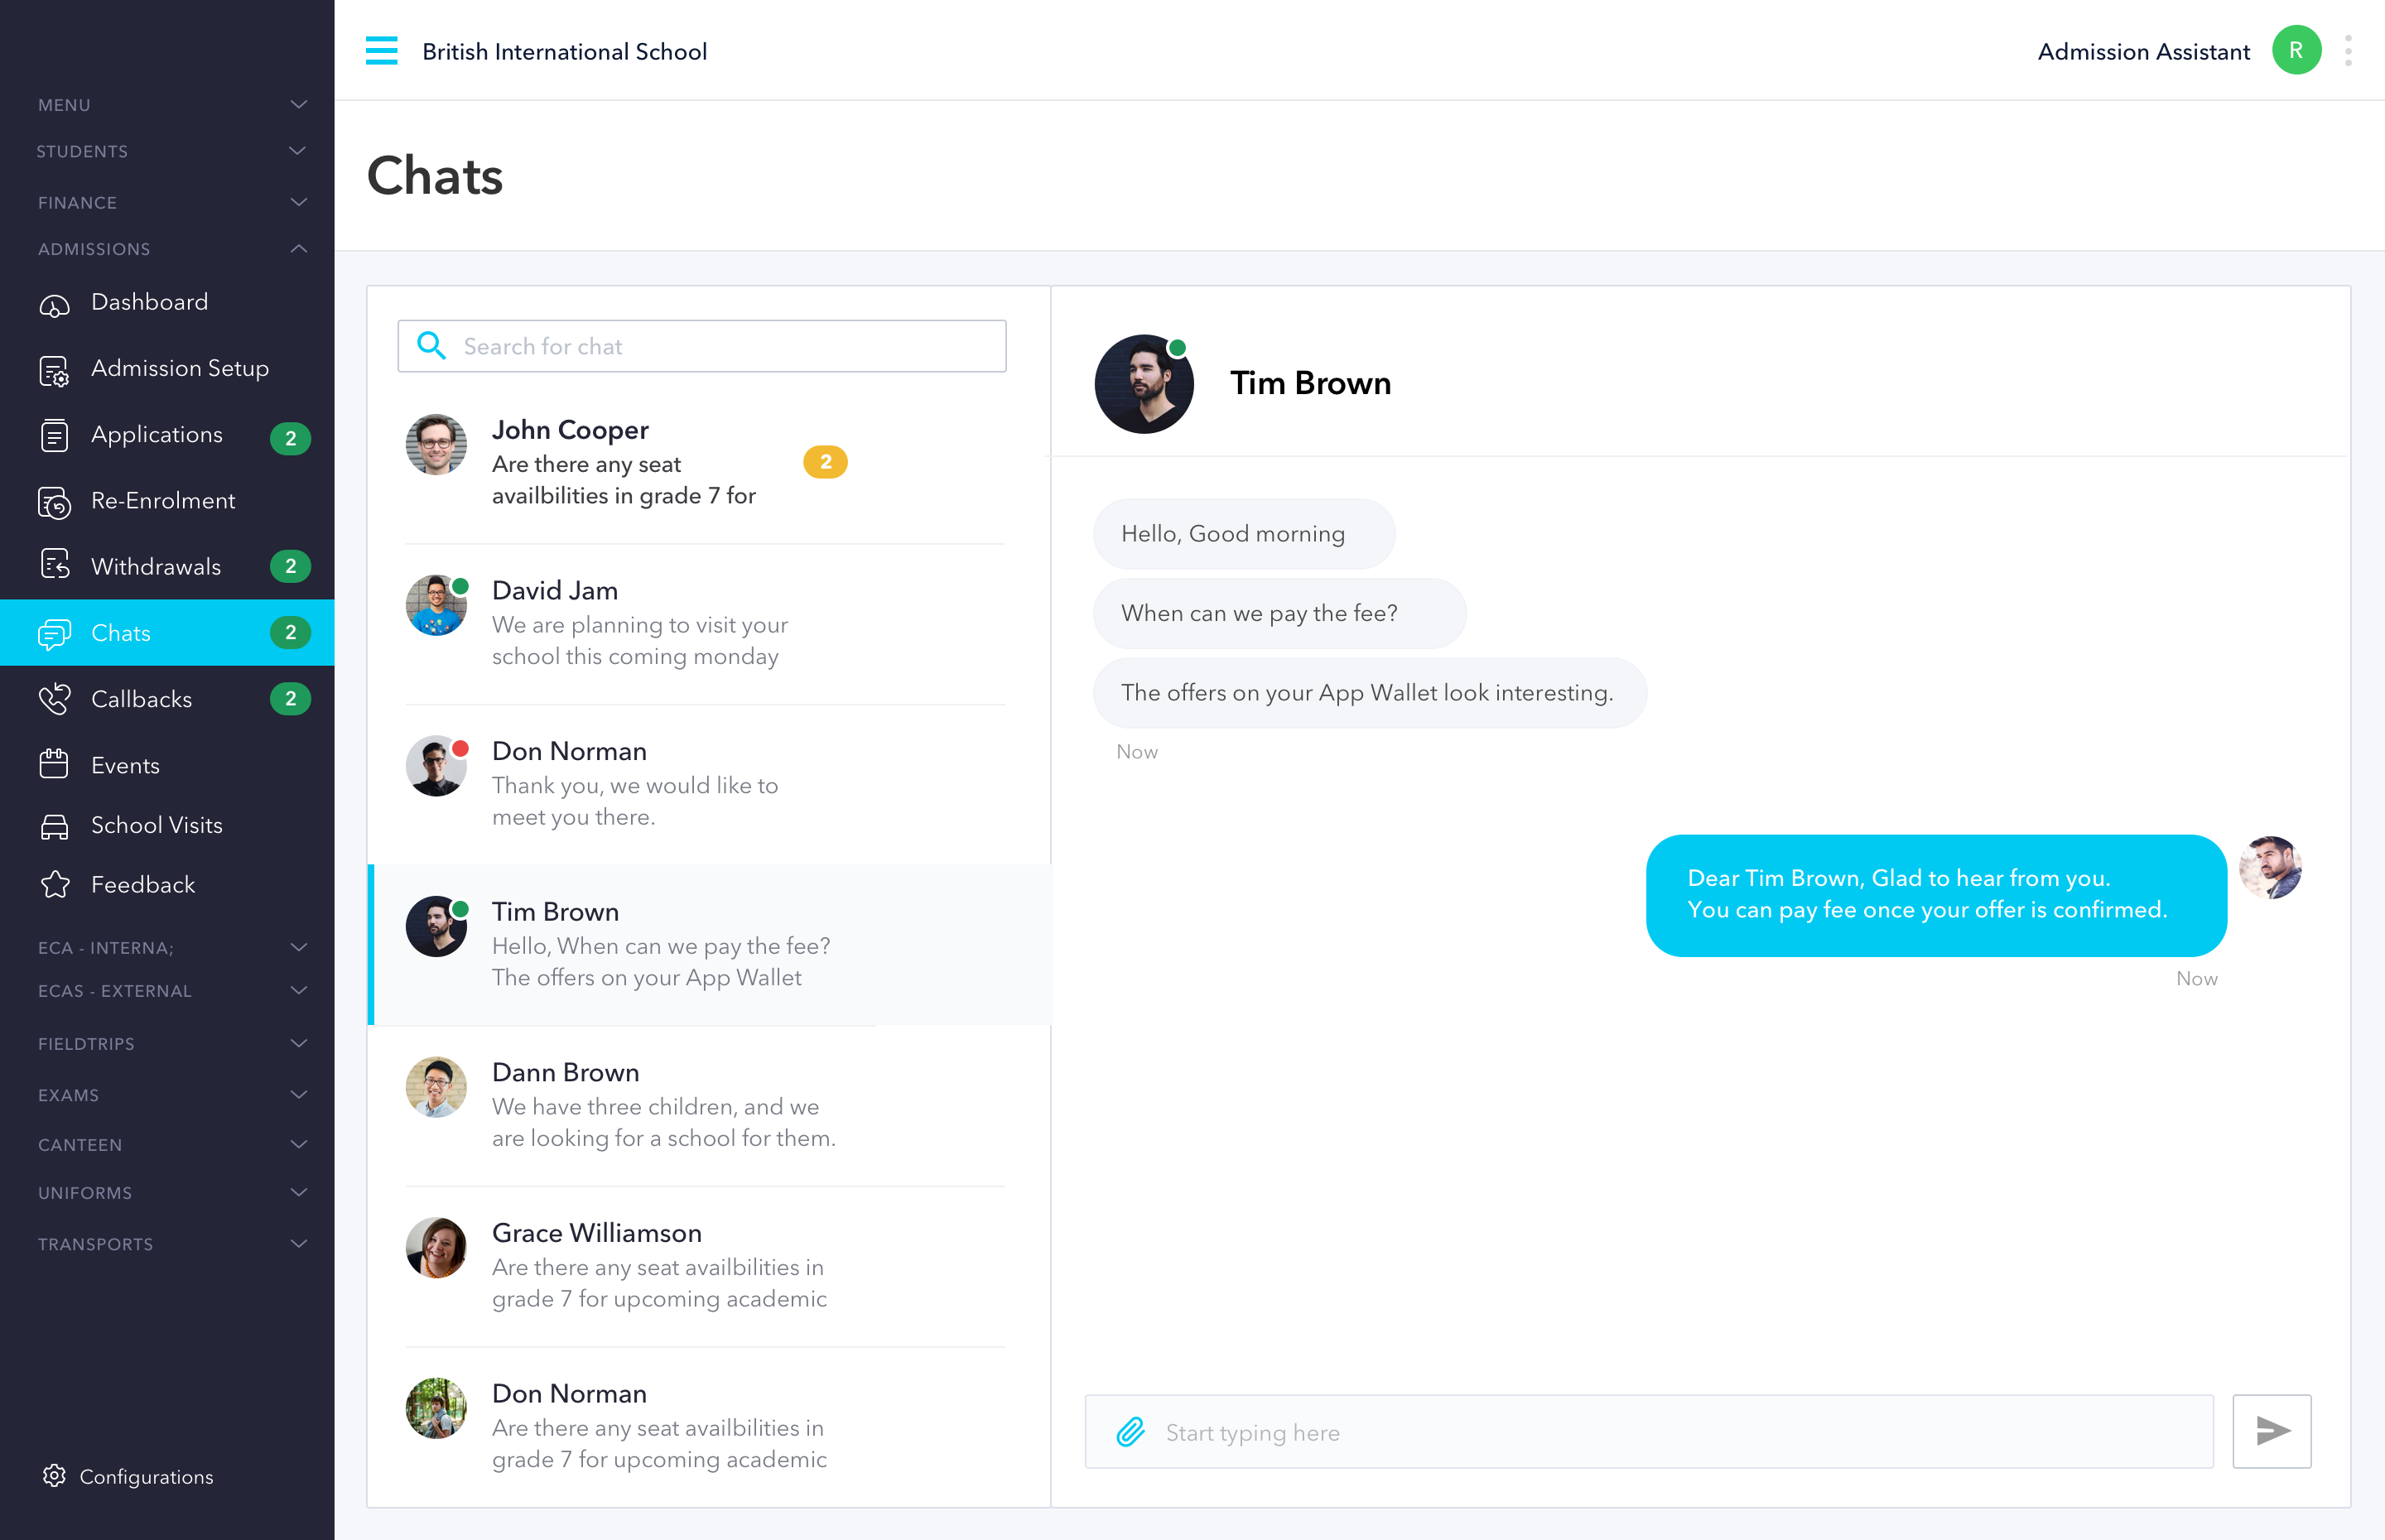 British International School
Admission Assistant
R
MENU
STUDENTS
FINANCE
ADMISSIONS
Dashboard
Admission Setup
Applications
2
Re-Enrolment
Withdrawals
2
Chats
2
Callbacks
2
Events
School Visits
Feedback
ECA - INTERNA;
ECAS - EXTERNAL
FIELDTRIPS
EXAMS
CANTEEN
UNIFORMS
TRANSPORTS
Configurations
Chats
Search for chat
John Cooper
Are there any seat
availbilities in grade 7 for
2
David Jam
We are planning to visit your
school this coming monday
Don Norman
Thank you, we would like to
meet you there.
Tim Brown
Hello, When can we pay the fee?
The offers on your App Wallet
Dann Brown
We have three children, and we
are looking for a school for them.
Grace Williamson
Are there any seat availbilities in
grade 7 for upcoming academic
Don Norman
Are there any seat availbilities in
grade 7 for upcoming academic
Tim Brown
Hello, Good morning
When can we pay the fee?
The offers on your App Wallet look interesting.
Now
Dear Tim Brown, Glad to hear from you.
You can pay fee once your offer is confirmed.
Now
Start typing here